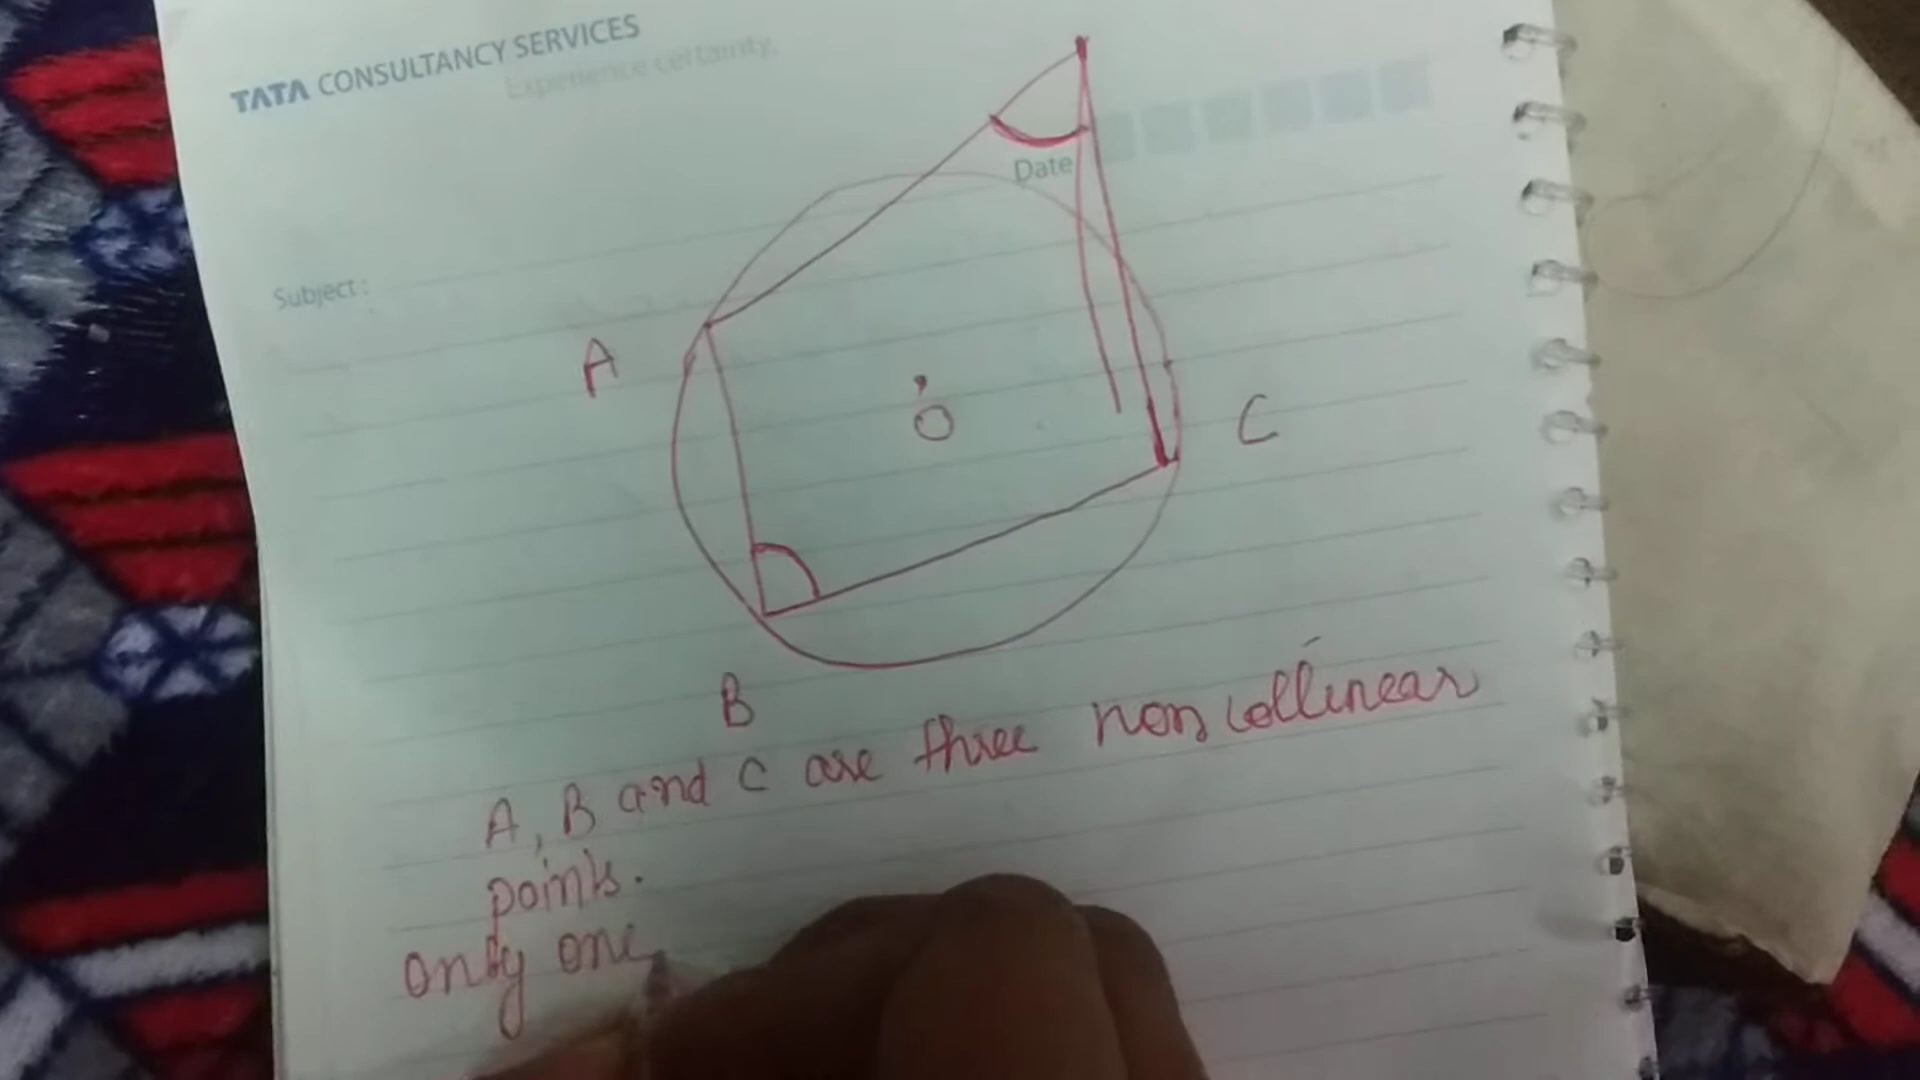 TATA CONSULTANCY SERVICES
Experience certainty.
Date
Subject :
A
O
C
B
A, B and C are three non collinear
points.
only one